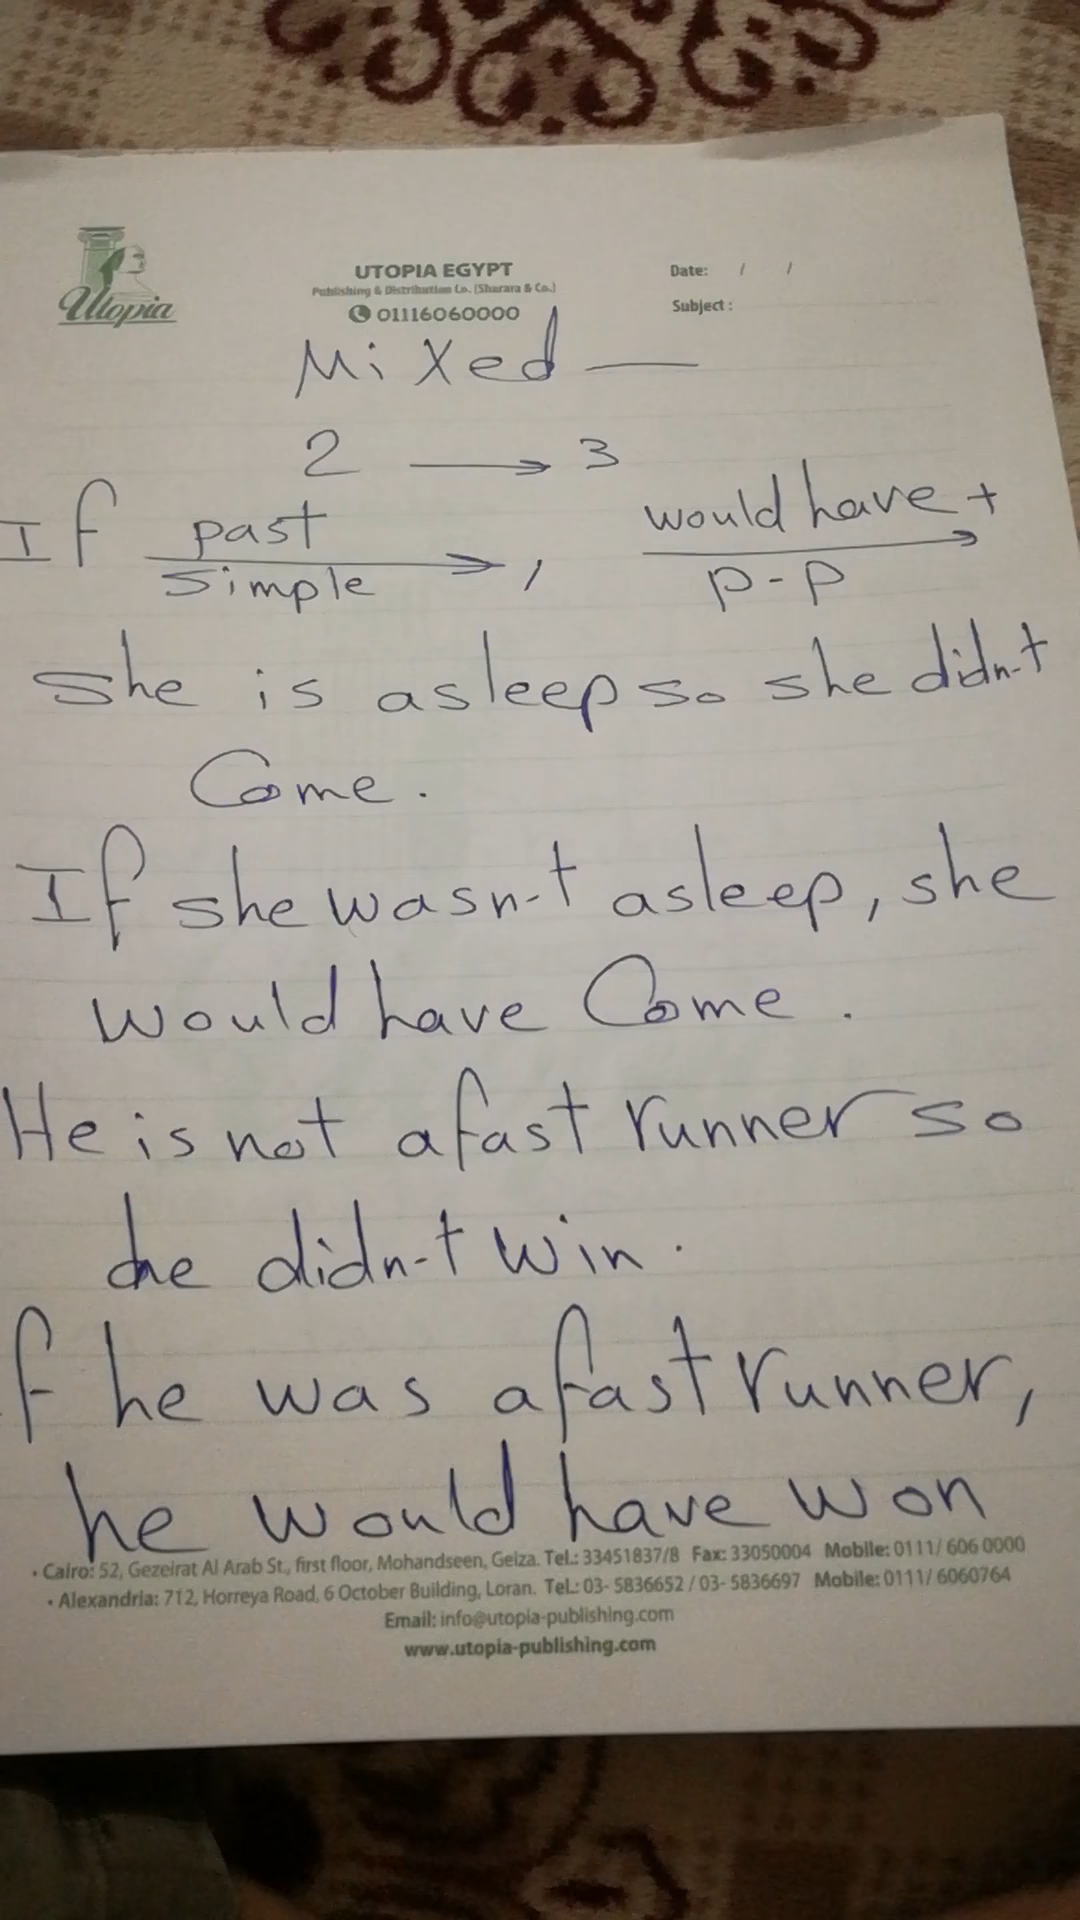 Utopia
UTOPIA EGYPT
Publishing & Distribution Co. (Sharara & Co.)
01116060000
Date: / /
Subject :
Mixed —
2 → 3
If past simple → , would have + p-p →
she is asleep so she didn-t
Come.
If she wasn-t asleep, she
would have Come.
He is not a fast runner so
he didn-t win.
f he was a fast runner,
he would have won
• Cairo: 52, Gezeirat Al Arab St., first floor, Mohandseen, Geiza. Tel.: 33451837/8 Fax: 33050004 Mobile: 0111/ 606 0000
• Alexandria: 712, Horreya Road, 6 October Building, Loran. Tel.: 03- 5836652 / 03- 5836697 Mobile: 0111/ 6060764
Email: info@utopia-publishing.com
www.utopia-publishing.com